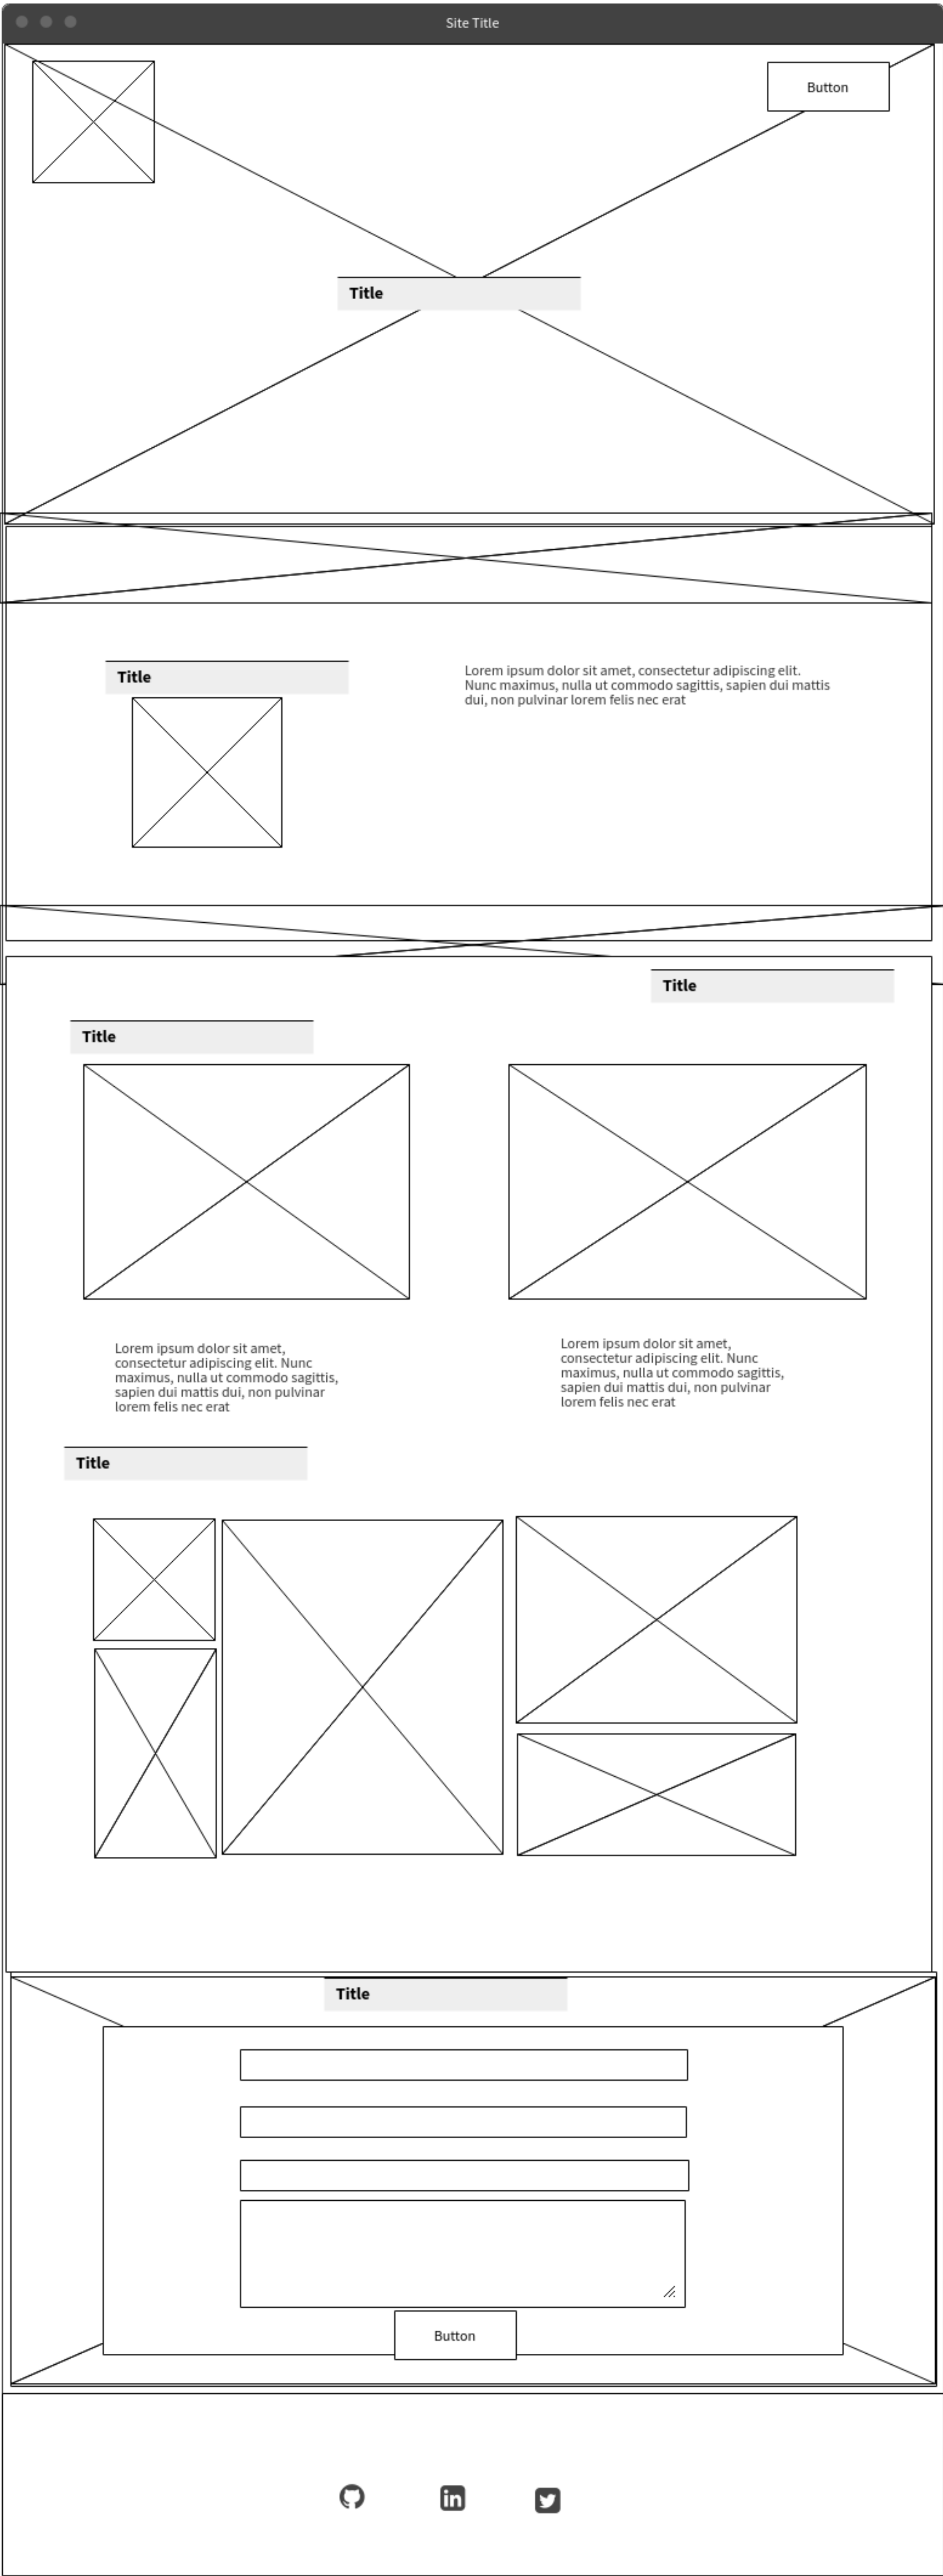 Site Title
Button
Title
Title
Lorem ipsum dolor sit amet, consectetur adipiscing elit.
Nunc maximus, nulla ut commodo sagittis, sapien dui mattis
dui, non pulvinar lorem felis nec erat
Title
Title
Lorem ipsum dolor sit amet,
consectetur adipiscing elit. Nunc
maximus, nulla ut commodo sagittis,
sapien dui mattis dui, non pulvinar
lorem felis nec erat
Lorem ipsum dolor sit amet,
consectetur adipiscing elit. Nunc
maximus, nulla ut commodo sagittis,
sapien dui mattis dui, non pulvinar
lorem felis nec erat
Title
Title
Button
in